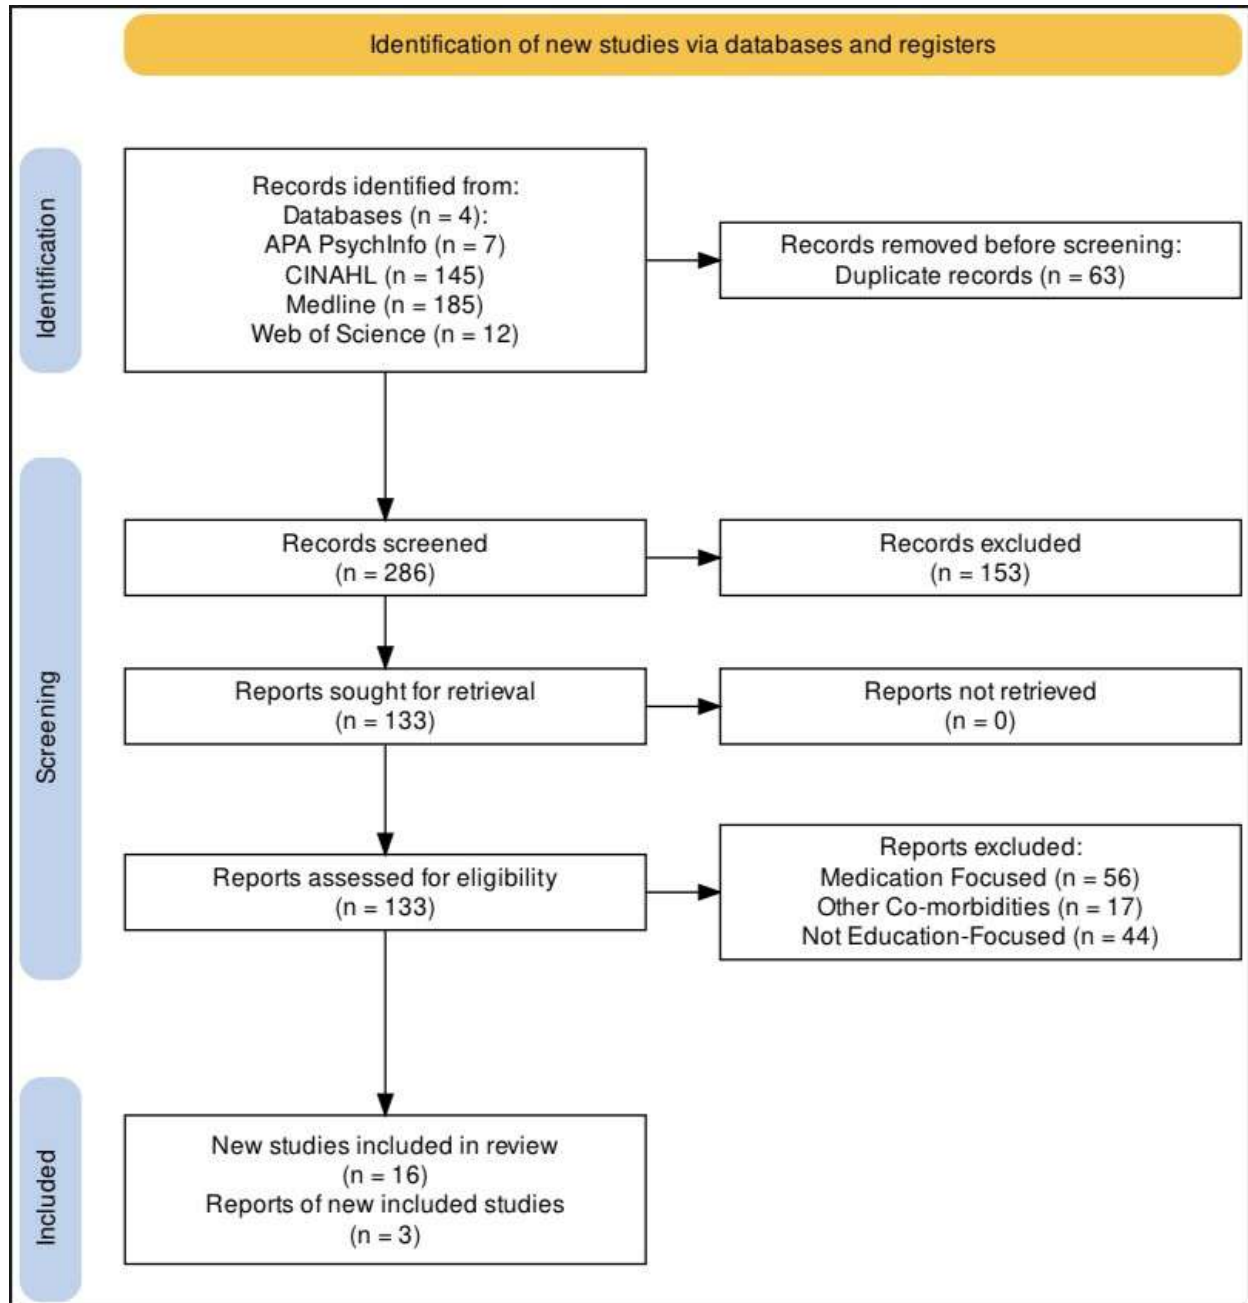 Identification of new studies via databases and registers
Identification
Records identified from:
Databases (n = 4):
APA PsychInfo (n = 7)
CINAHL (n = 145)
Medline (n = 185)
Web of Science (n = 12)
Records removed before screening:
Duplicate records (n = 63)
Screening
Records screened
(n = 286)
Records excluded
(n = 153)
Reports sought for retrieval
(n = 133)
Reports not retrieved
(n = 0)
Reports assessed for eligibility
(n = 133)
Reports excluded:
Medication Focused (n = 56)
Other Co-morbidities (n = 17)
Not Education-Focused (n = 44)
Included
New studies included in review
(n = 16)
Reports of new included studies
(n = 3)